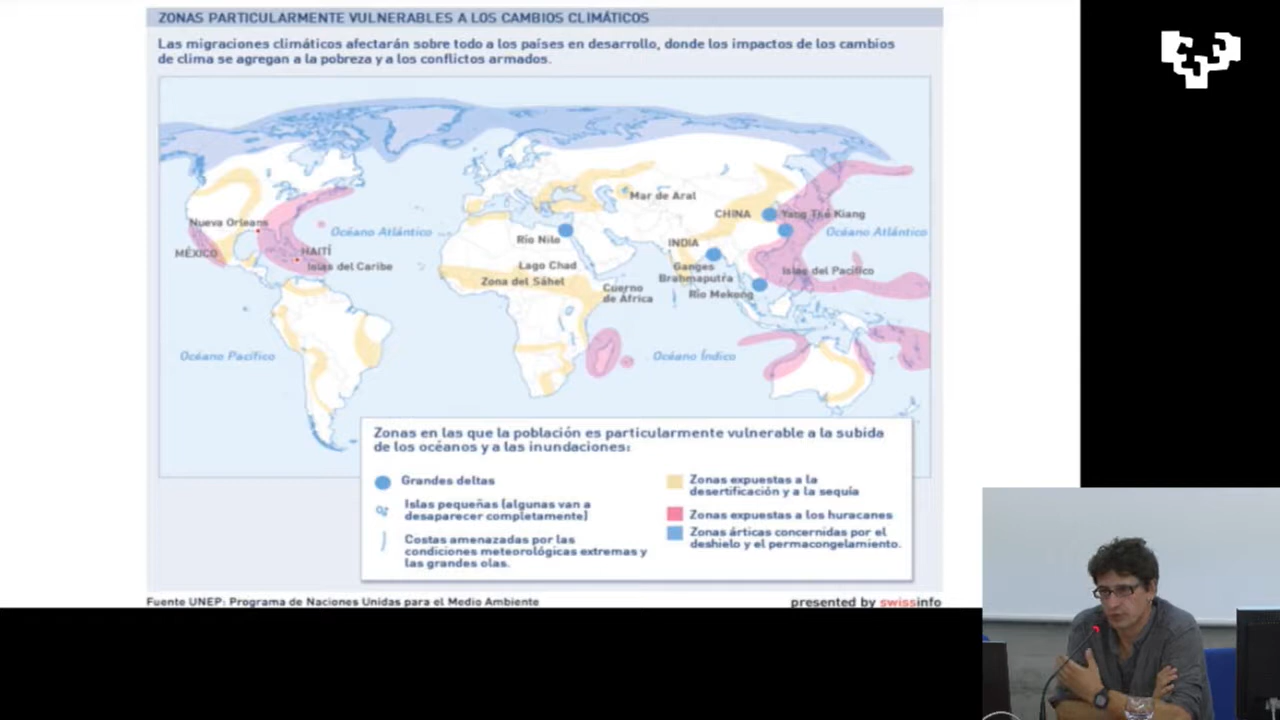 ZONAS PARTICULARMENTE VULNERABLES A LOS CAMBIOS CLIMÁTICOS
Las migraciones climáticos afectarán sobre todo a los países en desarrollo, donde los impactos de los cambios
de clima se agregan a la pobreza y a los conflictos armados.
Mar de Aral
CHINA
Yang Tsé Kiang
Nueva Orleans
Océano Atlántico
Océano Atlántico
Río Nilo
INDIA
MÉXICO
HAITÍ
Islas del Caribe
Lago Chad
Ganges
Brahmaputra
Islas del Pacífico
Zona del Sáhel
Cuerno
de África
Río Mekong
Océano Pacífico
Océano Índico
Zonas en las que la población es particularmente vulnerable a la subida
de los océanos y a las inundaciones:
Grandes deltas
Islas pequeñas (algunas van a
desaparecer completamente)
Costas amenazadas por las
condiciones meteorológicas extremas y
las grandes olas.
Zonas expuestas a la
desertificación y a la sequía
Zonas expuestas a los huracanes
Zonas árticas concernidas por el
deshielo y el permacongelamiento.
Fuente UNEP: Programa de Naciones Unidas para el Medio Ambiente
presented by swissinfo